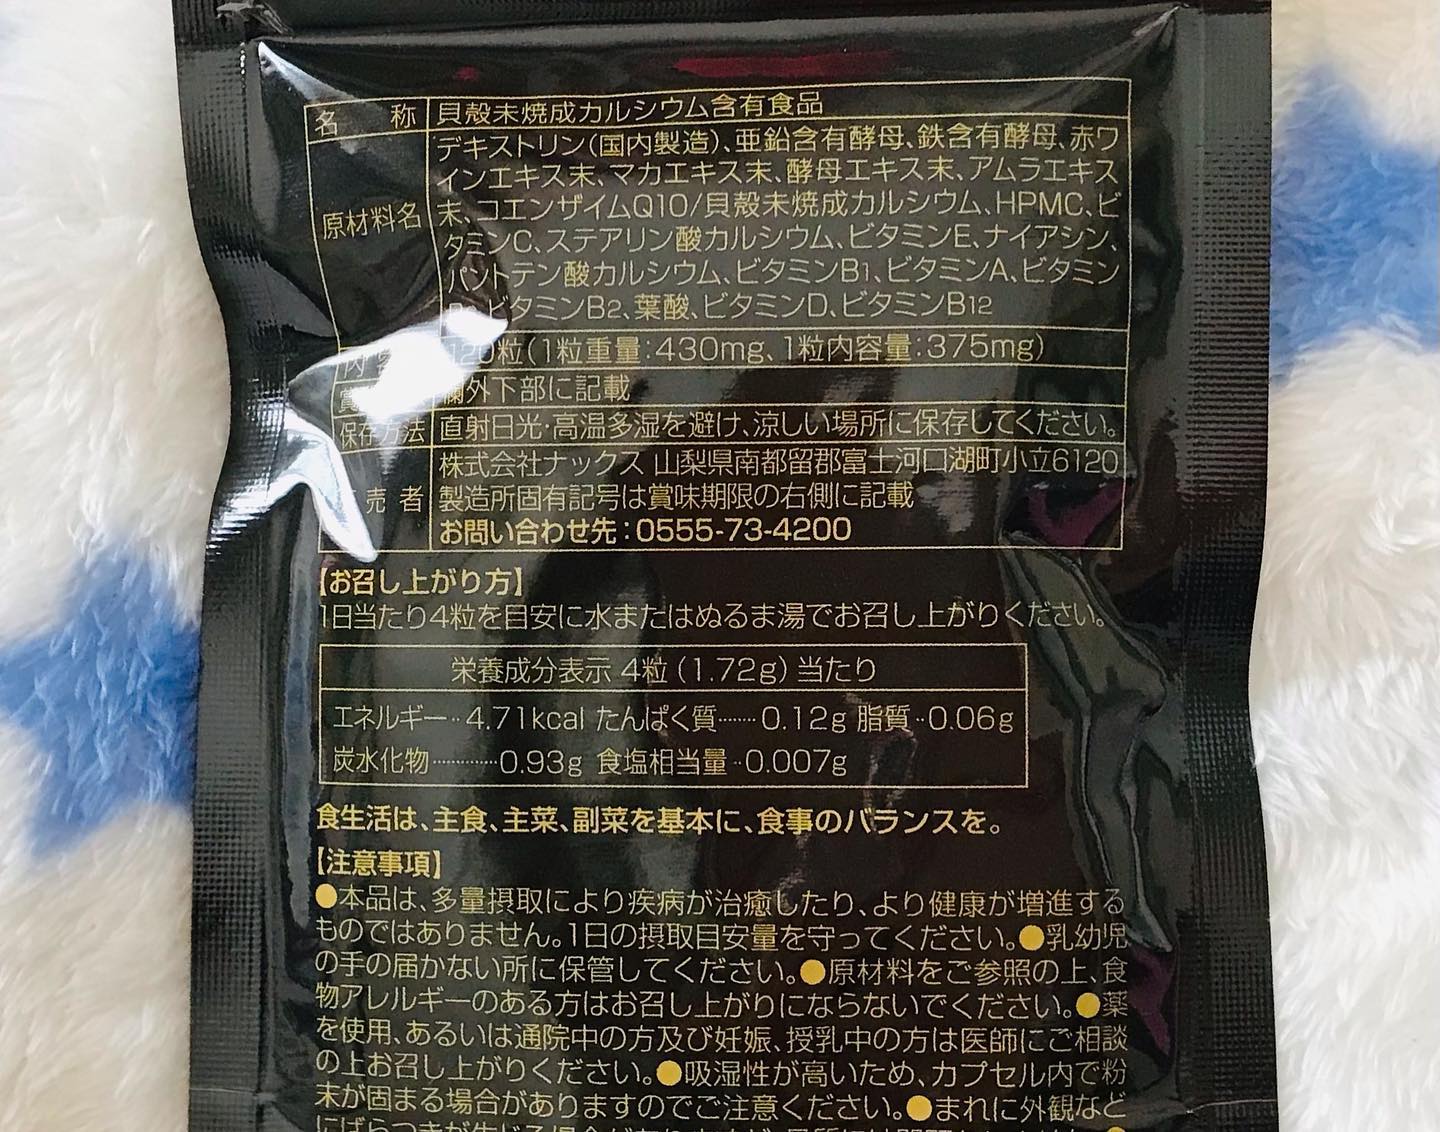 名 称 貝殻未焼成カルシウム含有食品
原材料名 デキストリン(国内製造)、亜鉛含有酵母、鉄含有酵母、赤ワ
インエキス末、マカエキス末、酵母エキス末、アムラエキス
末、コエンザイムQ10/貝殻未焼成カルシウム、HPMC、ビ
タミンC、ステアリン酸カルシウム、ビタミンE、ナイアシン、
パントテン酸カルシウム、ビタミンB1、ビタミンA、ビタミン
ビタミンB2、葉酸、ビタミンD、ビタミンB12
120粒(1粒重量:430mg、1粒内容量:375mg)
欄外下部に記載
保存方法 直射日光・高温多湿を避け、涼しい場所に保存してください。
株式会社ナックス 山梨県南都留郡富士河口湖町小立6120
売 者 製造所固有記号は賞味期限の右側に記載
お問い合わせ先:0555-73-4200
【お召し上がり方】
1日当たり4粒を目安に水またはぬるま湯でお召し上がりください。
栄養成分表示 4粒(1.72g)当たり
エネルギー‥4.71kcal たんぱく質……0.12g 脂質‥0.06g
炭水化物…………0.93g 食塩相当量‥0.007g
食生活は、主食、主菜、副菜を基本に、食事のバランスを。
【注意事項】
●本品は、多量摂取により疾病が治癒したり、より健康が増進する
ものではありません。1日の摂取目安量を守ってください。●乳幼児
の手の届かない所に保管してください。●原材料をご参照の上、食
物アレルギーのある方はお召し上がりにならないでください。●薬
を使用、あるいは通院中の方及び妊娠、授乳中の方は医師にご相談
の上お召し上がりください。●吸湿性が高いため、カプセル内で粉
末が固まる場合がありますのでご注意ください。●まれに外観など